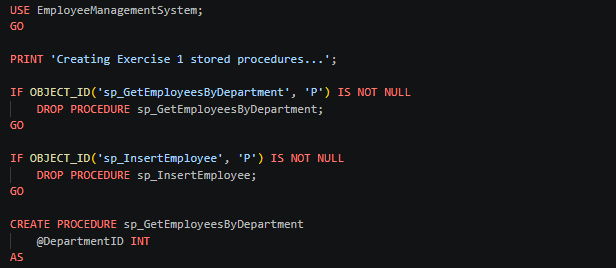 USE EmployeeManagementSystem;
GO
PRINT 'Creating Exercise 1 stored procedures...';
IF OBJECT_ID('sp_GetEmployeesByDepartment', 'P') IS NOT NULL
    DROP PROCEDURE sp_GetEmployeesByDepartment;
GO
IF OBJECT_ID('sp_InsertEmployee', 'P') IS NOT NULL
    DROP PROCEDURE sp_InsertEmployee;
GO
CREATE PROCEDURE sp_GetEmployeesByDepartment
    @DepartmentID INT
AS